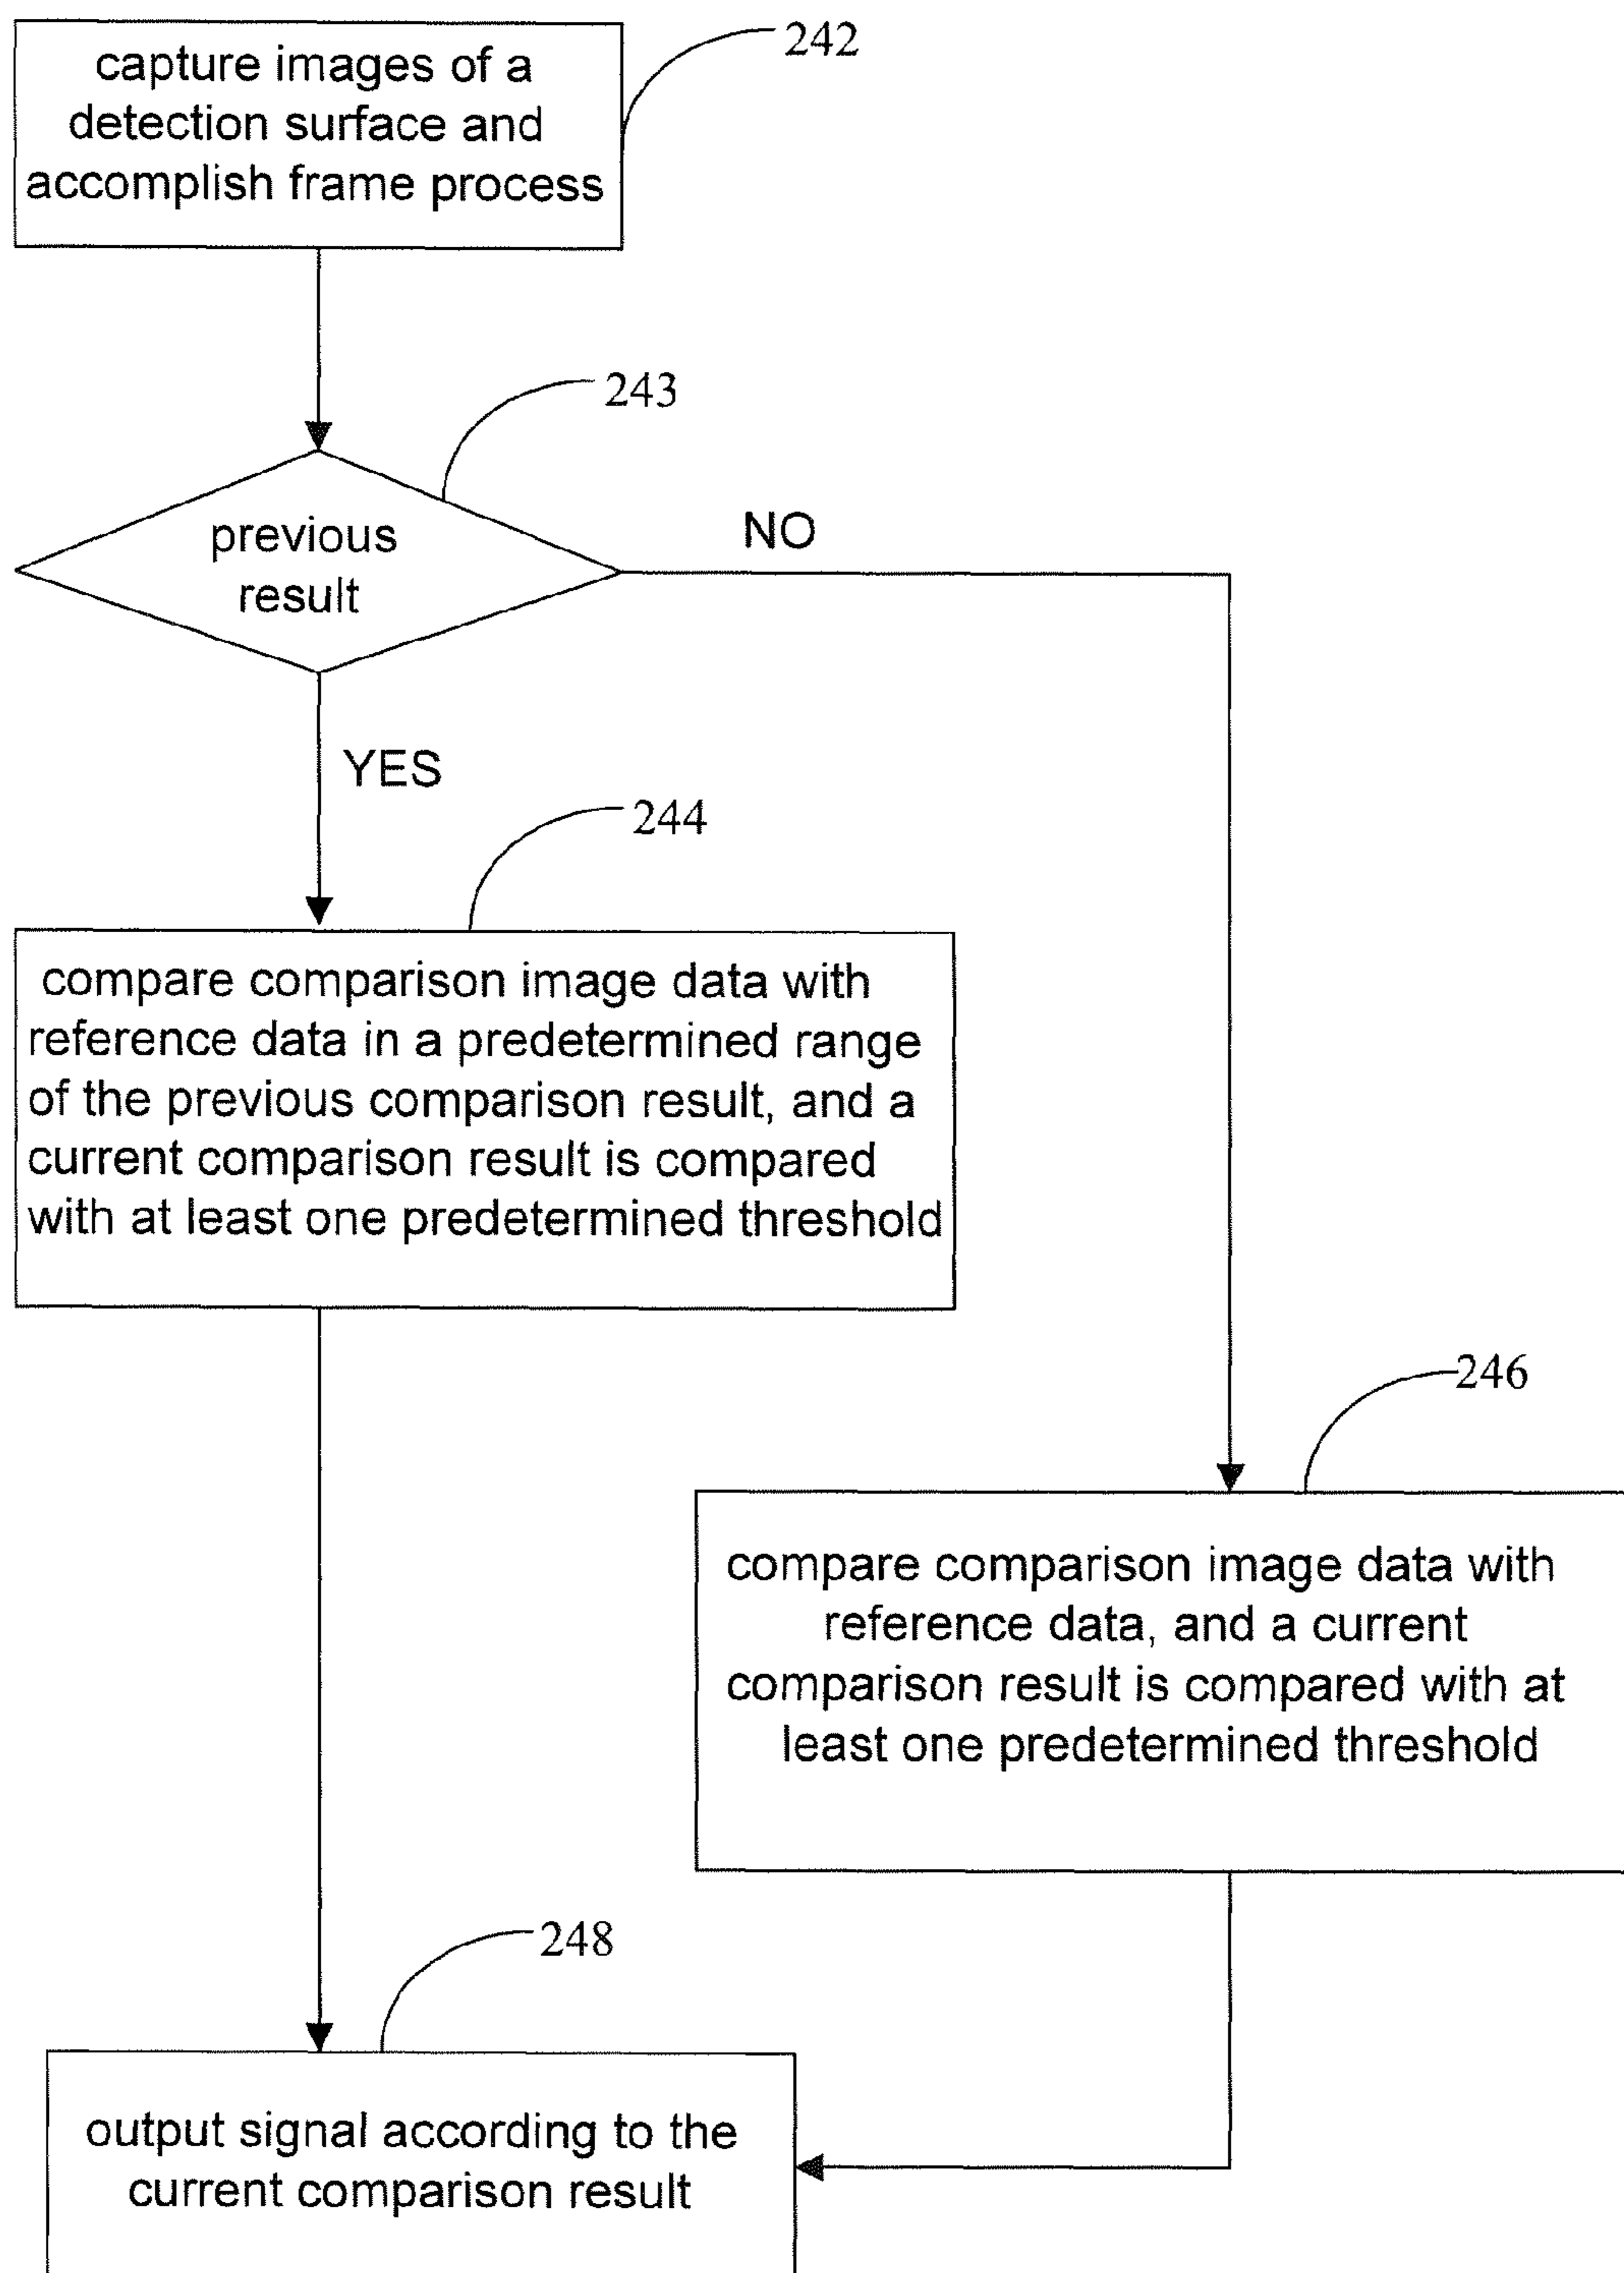 242
capture images of a
detection surface and
accomplish frame process
243
previous
result
NO
YES
244
compare comparison image data with
reference data in a predetermined range
of the previous comparison result, and a
current comparison result is compared
with at least one predetermined threshold
246
compare comparison image data with
reference data, and a current
comparison result is compared with at
least one predetermined threshold
248
output signal according to the
current comparison result